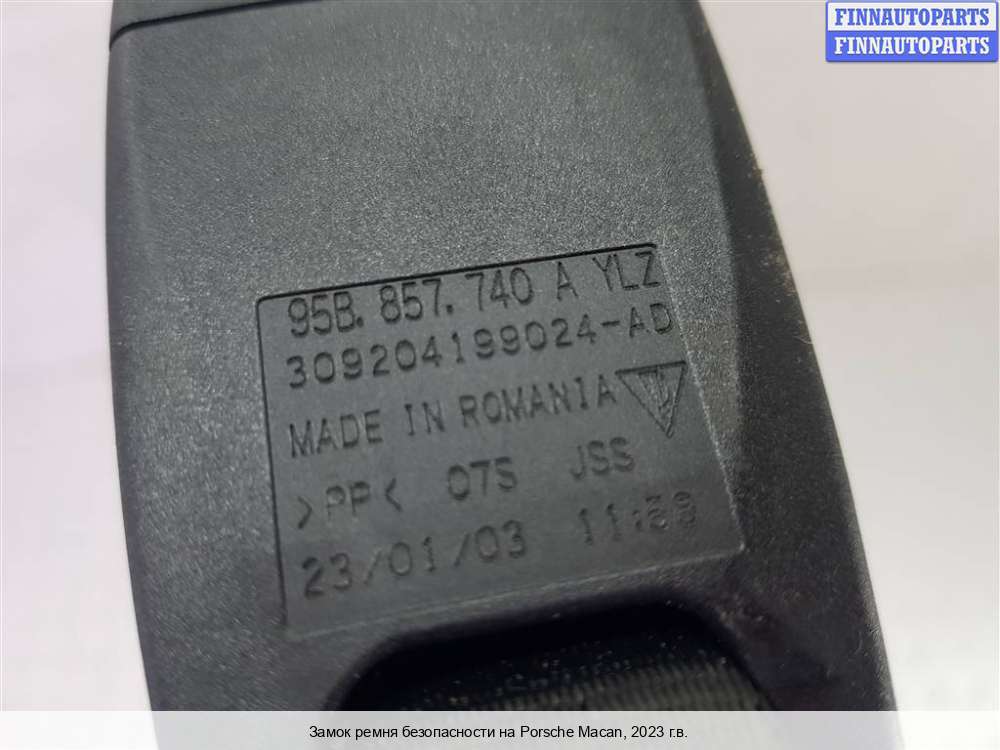 FINNAUTOPARTS
FINNAUTOPARTS
95B. 857. 740 A YLZ
309204199024-AD
MADE IN ROMANIA
>PP< 07S JSS
23/01/03
Замок ремня безопасности на Porsche Macan, 2023 г.в.